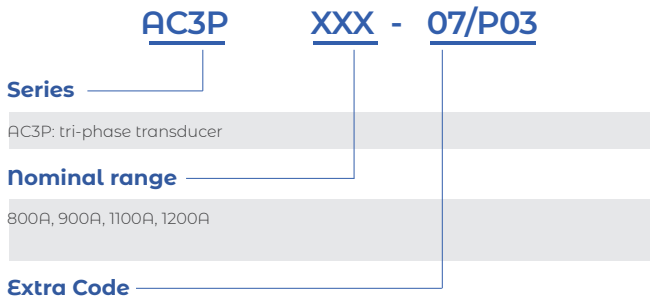 AC3P XXX - 07/P03
Series
AC3P: tri-phase transducer
Nominal range
800A, 900A, 1100A, 1200A
Extra Code